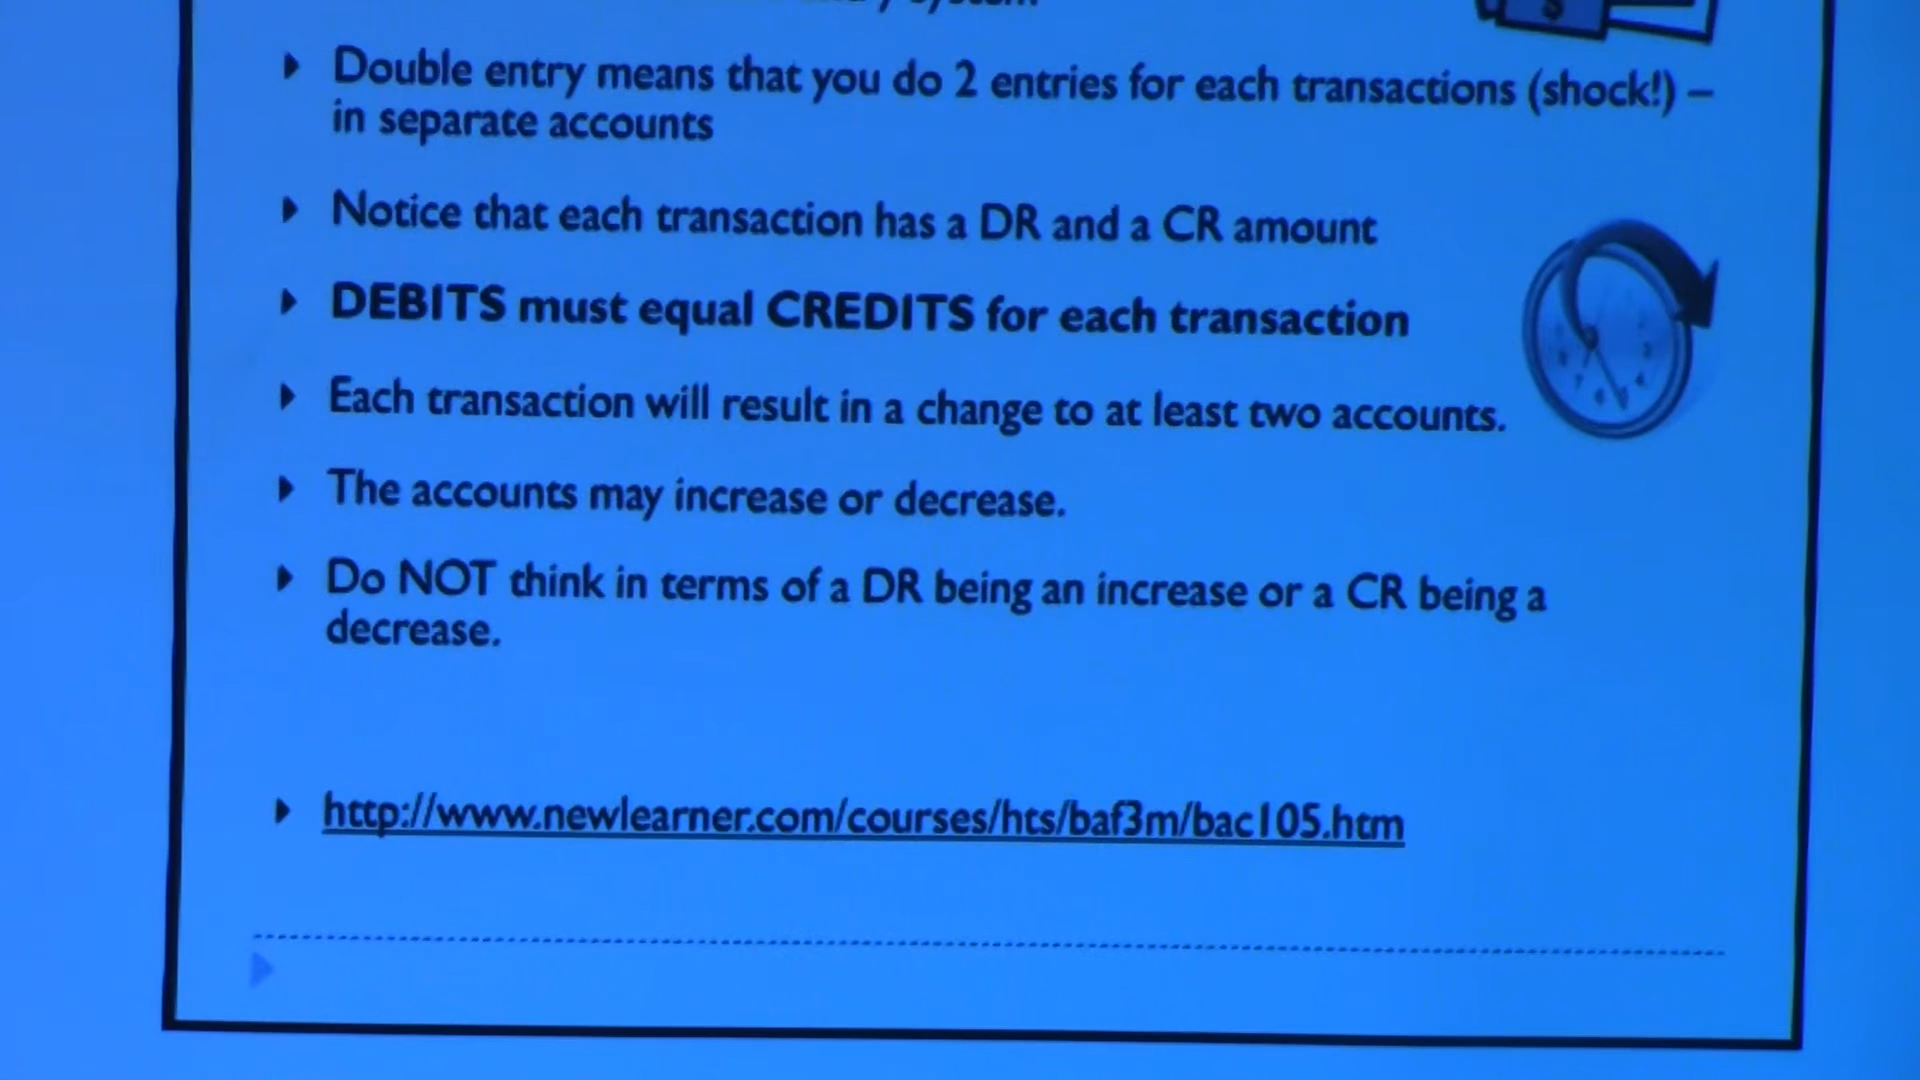 system
Double entry means that you do 2 entries for each transactions (shock!) –
in separate accounts
Notice that each transaction has a DR and a CR amount
DEBITS must equal CREDITS for each transaction
Each transaction will result in a change to at least two accounts.
The accounts may increase or decrease.
Do NOT think in terms of a DR being an increase or a CR being a
decrease.
http://www.newlearner.com/courses/hts/baf3m/bac105.htm